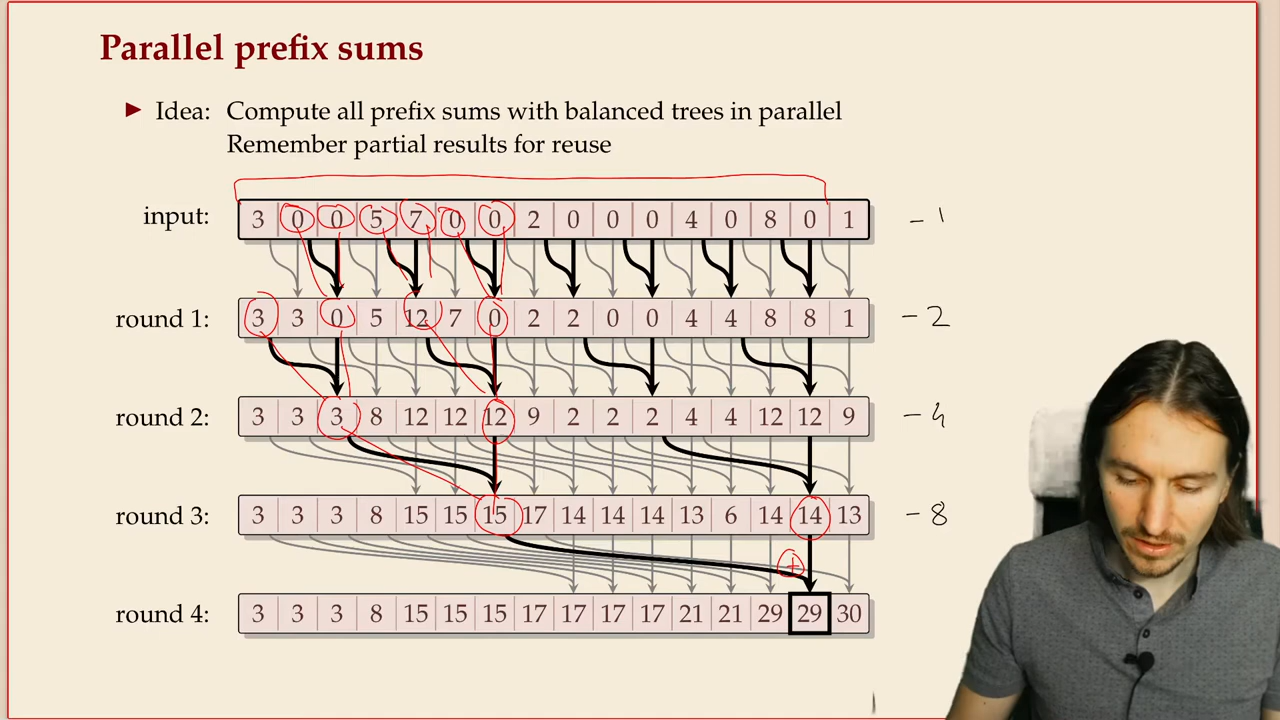 Parallel prefix sums
► Idea: Compute all prefix sums with balanced trees in parallel
Remember partial results for reuse
input: 3 0 0 5 7 0 0 2 0 0 0 4 0 8 0 1 - 1
round 1: 3 3 0 5 12 7 0 2 2 0 0 4 4 8 8 1 - 2
round 2: 3 3 3 8 12 12 12 9 2 2 2 4 4 12 12 9 - 4
round 3: 3 3 3 8 15 15 15 17 14 14 14 13 6 14 14 13 - 8
+
round 4: 3 3 3 8 15 15 15 17 17 17 17 21 21 29 29 30